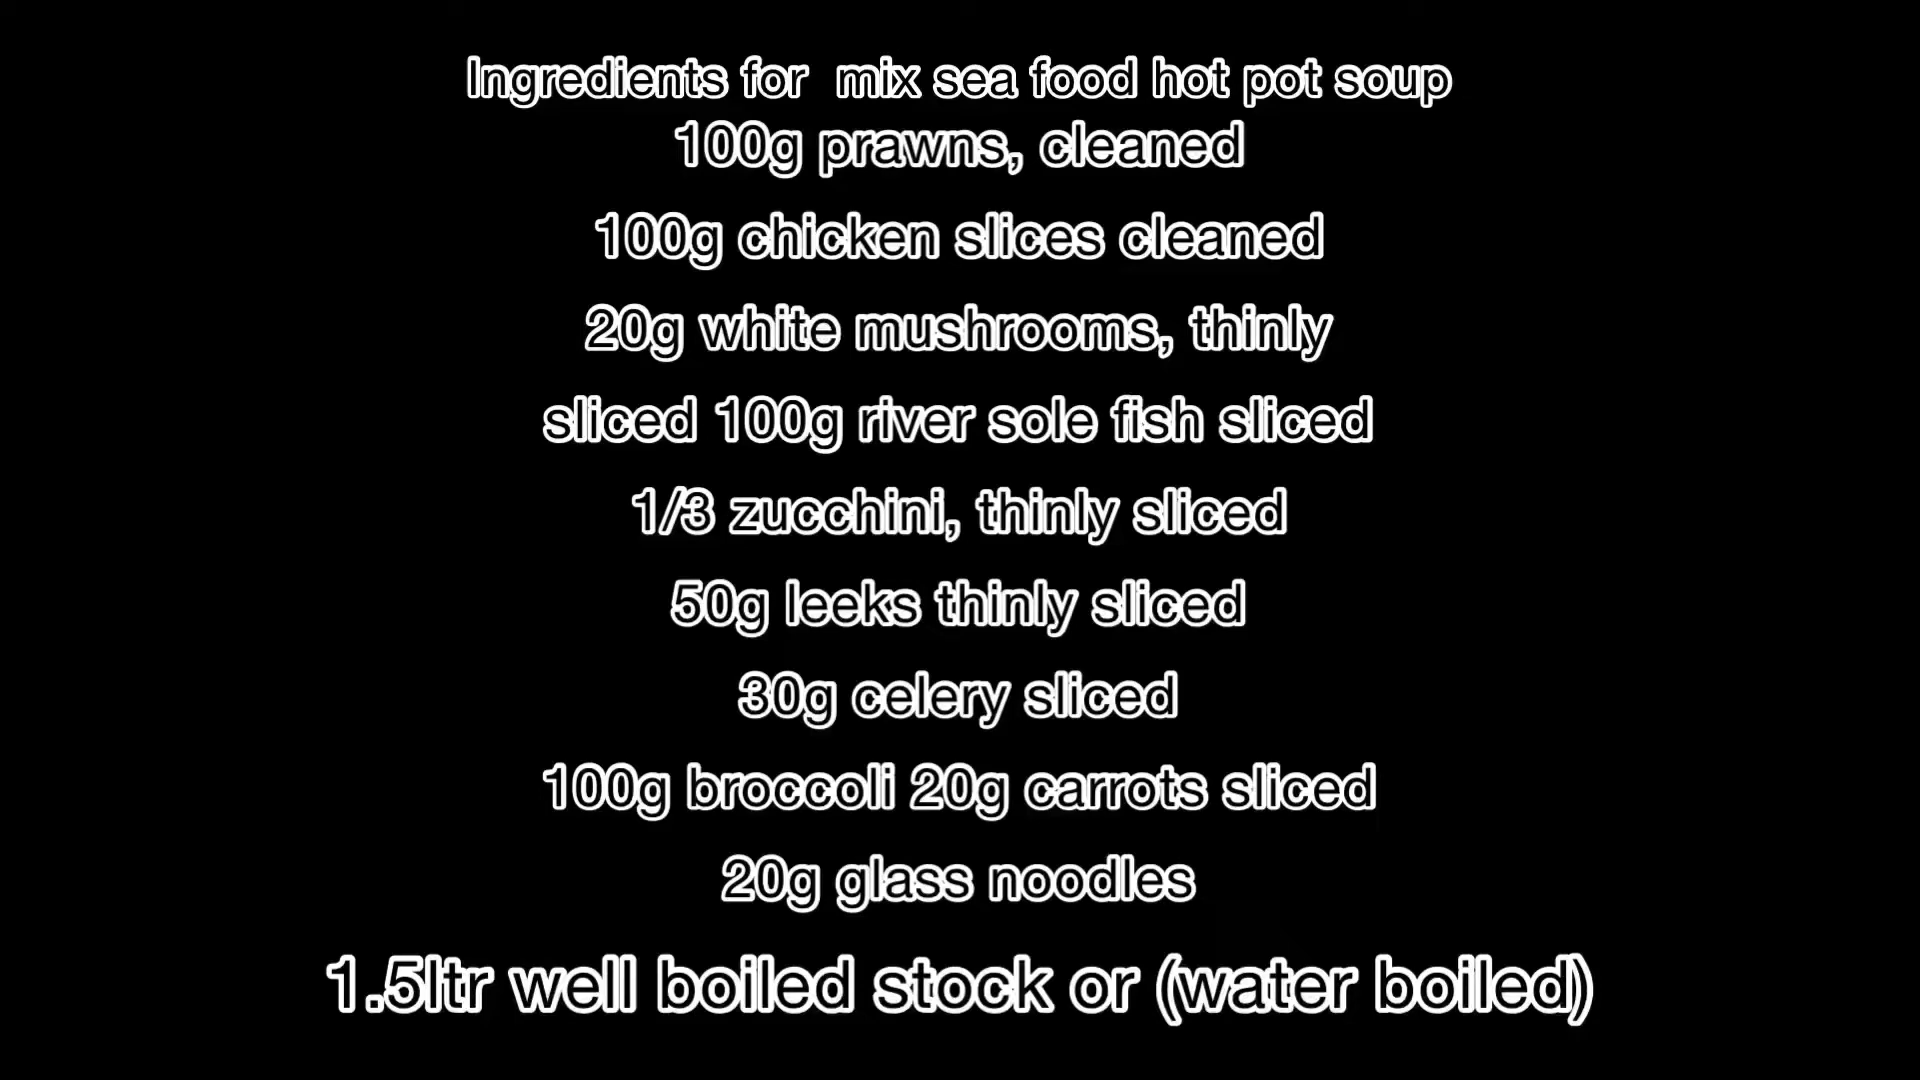 Ingredients for  mix sea food hot pot soup
100g prawns, cleaned
100g chicken slices cleaned
20g white mushrooms, thinly
sliced 100g river sole fish sliced
1/3 zucchini, thinly sliced
50g leeks thinly sliced
30g celery sliced
100g broccoli 20g carrots sliced
20g glass noodles
1.5ltr well boiled stock or (water boiled)